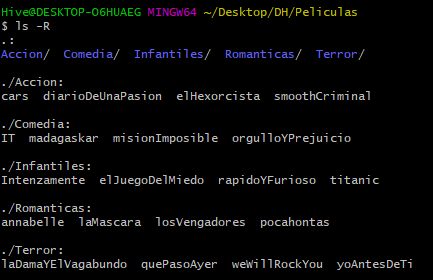 Hive@DESKTOP-O6HUAEG MINGW64 ~/Desktop/DH/Peliculas
$ ls -R
.:
Accion/  Comedia/  Infantiles/  Romanticas/  Terror/

./Accion:
cars  diarioDeUnaPasion  elHexorcista  smoothCriminal

./Comedia:
IT  madagaskar  misionImposible  orgulloYPrejuicio

./Infantiles:
Intenzamente  elJuegoDelMiedo  rapidoYFurioso  titanic

./Romanticas:
annabelle  laMascara  losVengadores  pocahontas

./Terror:
laDamaYElVagabundo  quePasoAyer  weWillRockYou  yoAntesDeTi